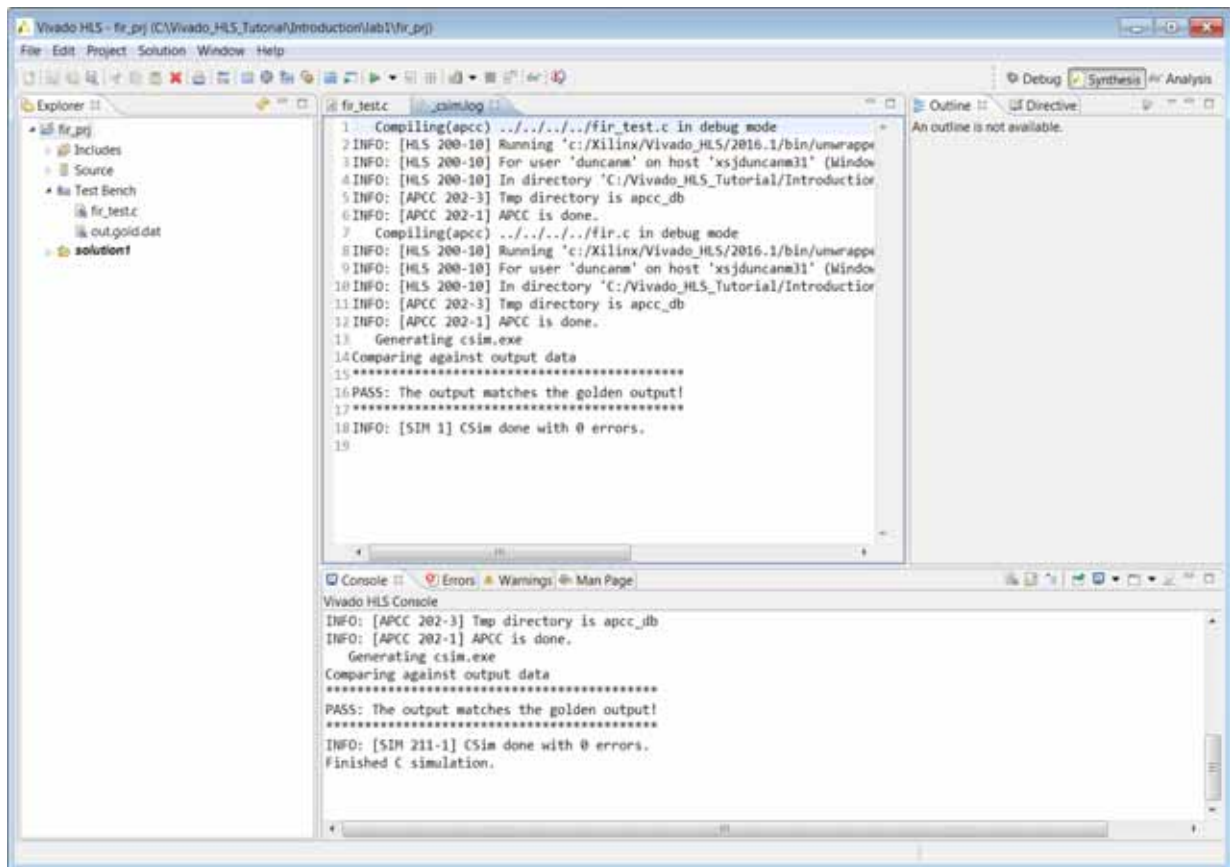 Vivado HLS - fir_prj (C:\Vivado_HLS_Tutorial\Introduction\lab1\fir_prj)
File Edit Project Solution Window Help
Debug Synthesis Analysis
Explorer
fir_prj
Includes
Source
Test Bench
fir_test.c
out.gold.dat
solution1
fir_test.c _csim.log
1 Compiling(apcc) ../../../../fir_test.c in debug mode
2 INFO: [HLS 200-10] Running 'c:/Xilinx/Vivado_HLS/2016.1/bin/unwrappe
3 INFO: [HLS 200-10] For user 'duncanm' on host 'xsjduncanm31' (Window
4 INFO: [HLS 200-10] In directory 'C:/Vivado_HLS_Tutorial/Introduction
5 INFO: [APCC 202-3] Tmp directory is apcc_db
6 INFO: [APCC 202-1] APCC is done.
7 Compiling(apcc) ../../../../fir.c in debug mode
8 INFO: [HLS 200-10] Running 'c:/Xilinx/Vivado_HLS/2016.1/bin/unwrappe
9 INFO: [HLS 200-10] For user 'duncanm' on host 'xsjduncanm31' (Window
10 INFO: [HLS 200-10] In directory 'C:/Vivado_HLS_Tutorial/Introduction
11 INFO: [APCC 202-3] Tmp directory is apcc_db
12 INFO: [APCC 202-1] APCC is done.
13 Generating csim.exe
14 Comparing against output data
15 *******************************************
16 PASS: The output matches the golden output!
17 *******************************************
18 INFO: [SIM 1] CSim done with 0 errors.
19
Outline Directive
An outline is not available.
Console Errors Warnings Man Page
Vivado HLS Console
INFO: [APCC 202-3] Tmp directory is apcc_db
INFO: [APCC 202-1] APCC is done.
Generating csim.exe
Comparing against output data
*******************************************
PASS: The output matches the golden output!
*******************************************
INFO: [SIM 211-1] CSim done with 0 errors.
Finished C simulation.